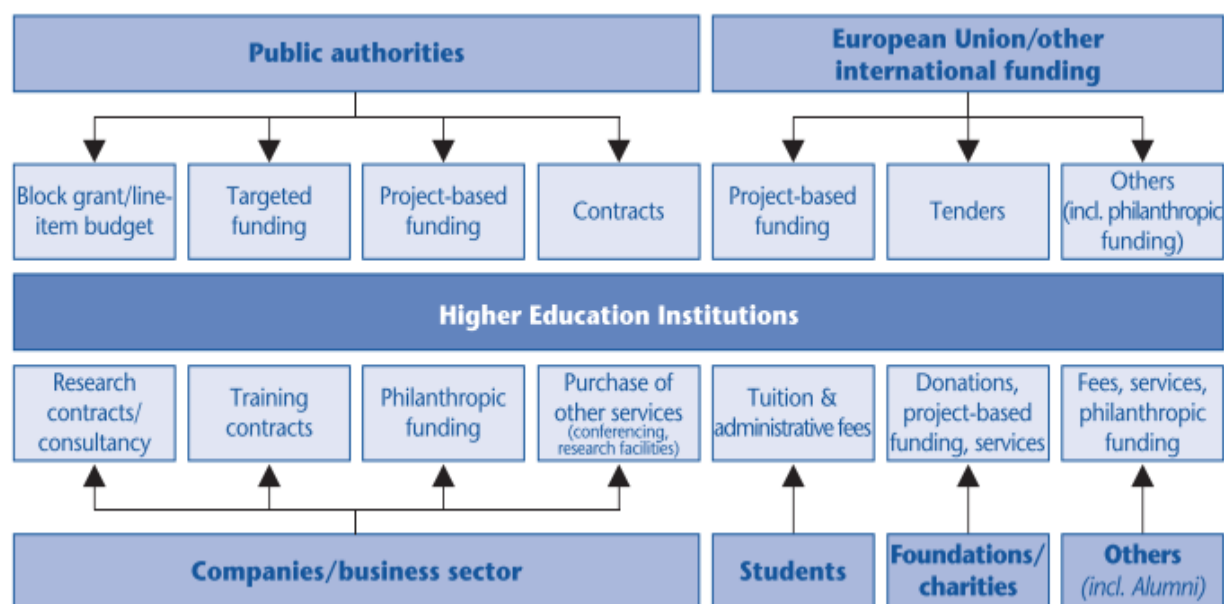 Public authorities
European Union/other
international funding
Block grant/line-
item budget
Targeted
funding
Project-based
funding
Contracts
Project-based
funding
Tenders
Others
(incl. philanthropic
funding)
Higher Education Institutions
Research
contracts/
consultancy
Training
contracts
Philanthropic
funding
Purchase of
other services
(conferencing,
research facilities)
Tuition &
administrative fees
Donations,
project-based
funding, services
Fees, services,
philanthropic
funding
Companies/business sector
Students
Foundations/
charities
Others
(incl. Alumni)